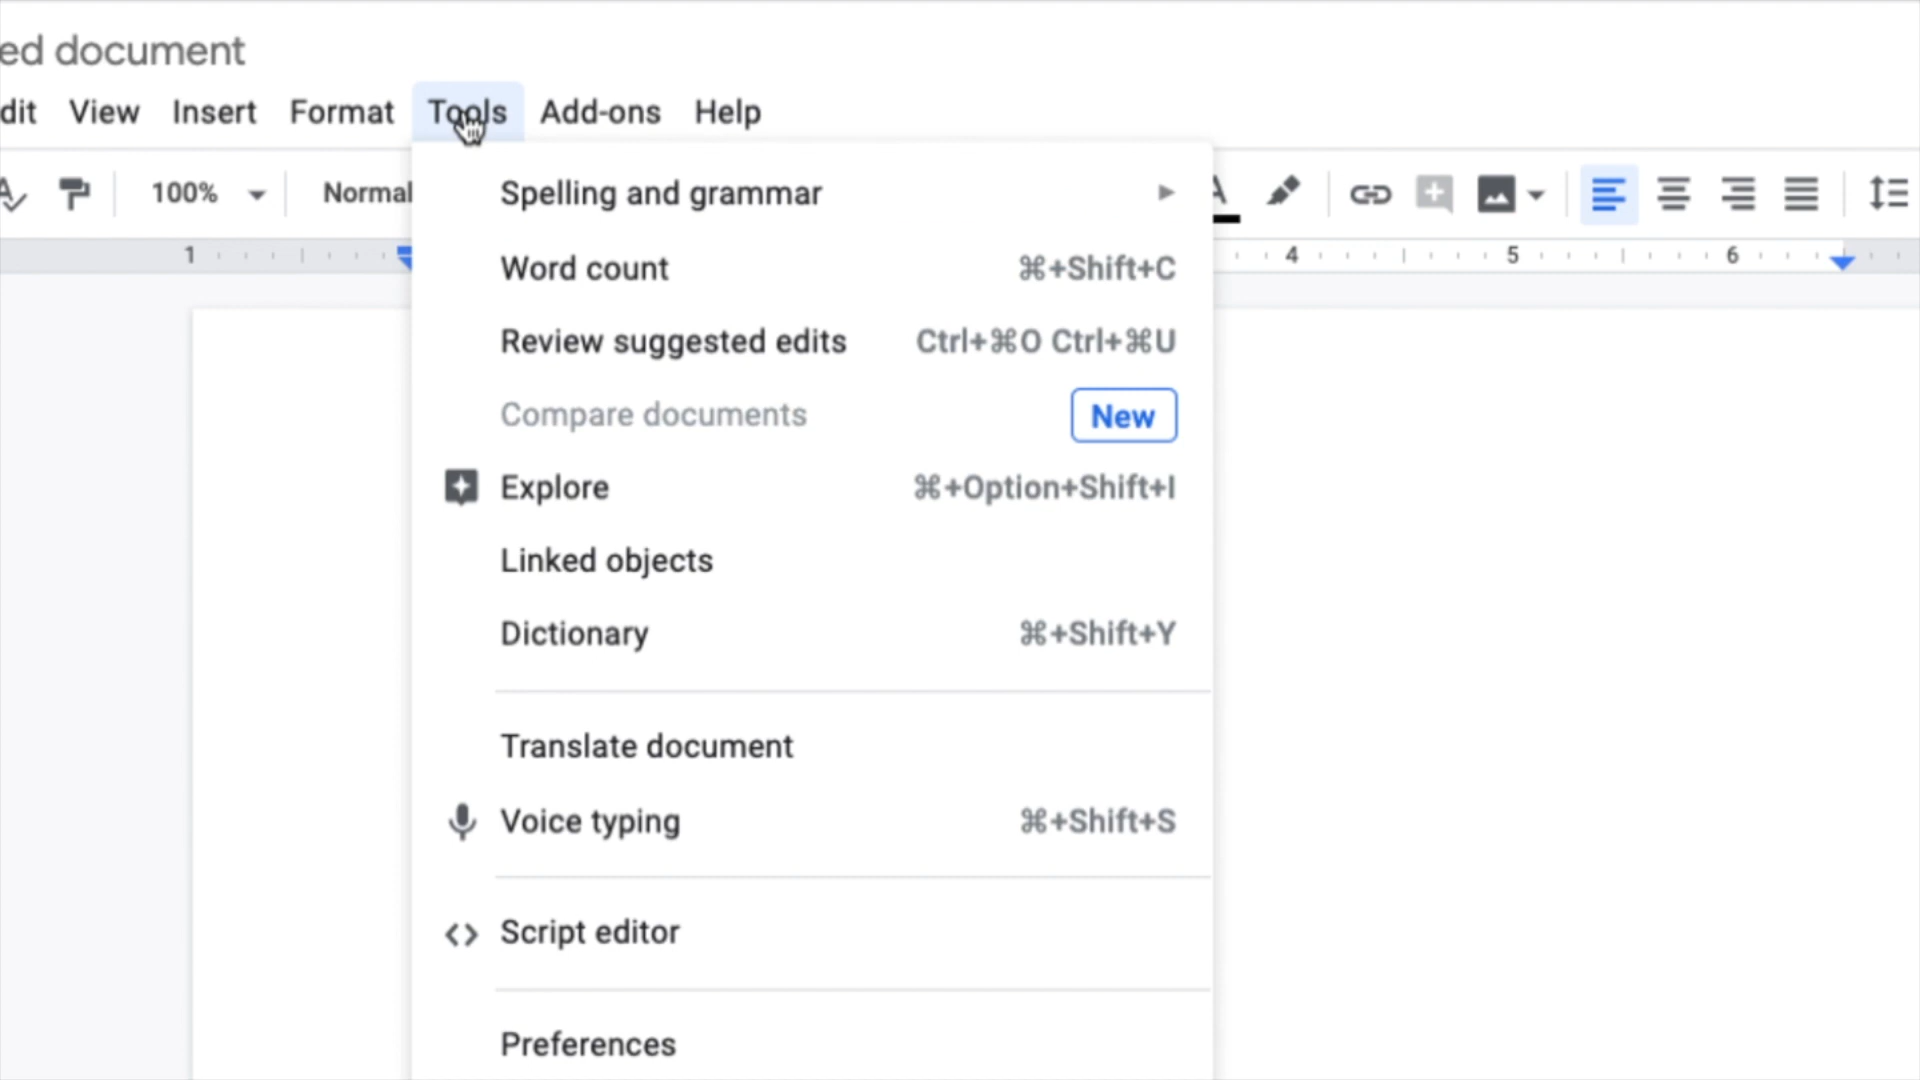 ed document
dit View Insert Format Tools Add-ons Help
100% Normal
1 4 5 6
Spelling and grammar
Word count ⌘+Shift+C
Review suggested edits Ctrl+⌘O Ctrl+⌘U
Compare documents New
Explore ⌘+Option+Shift+I
Linked objects
Dictionary ⌘+Shift+Y
Translate document
Voice typing ⌘+Shift+S
Script editor
Preferences